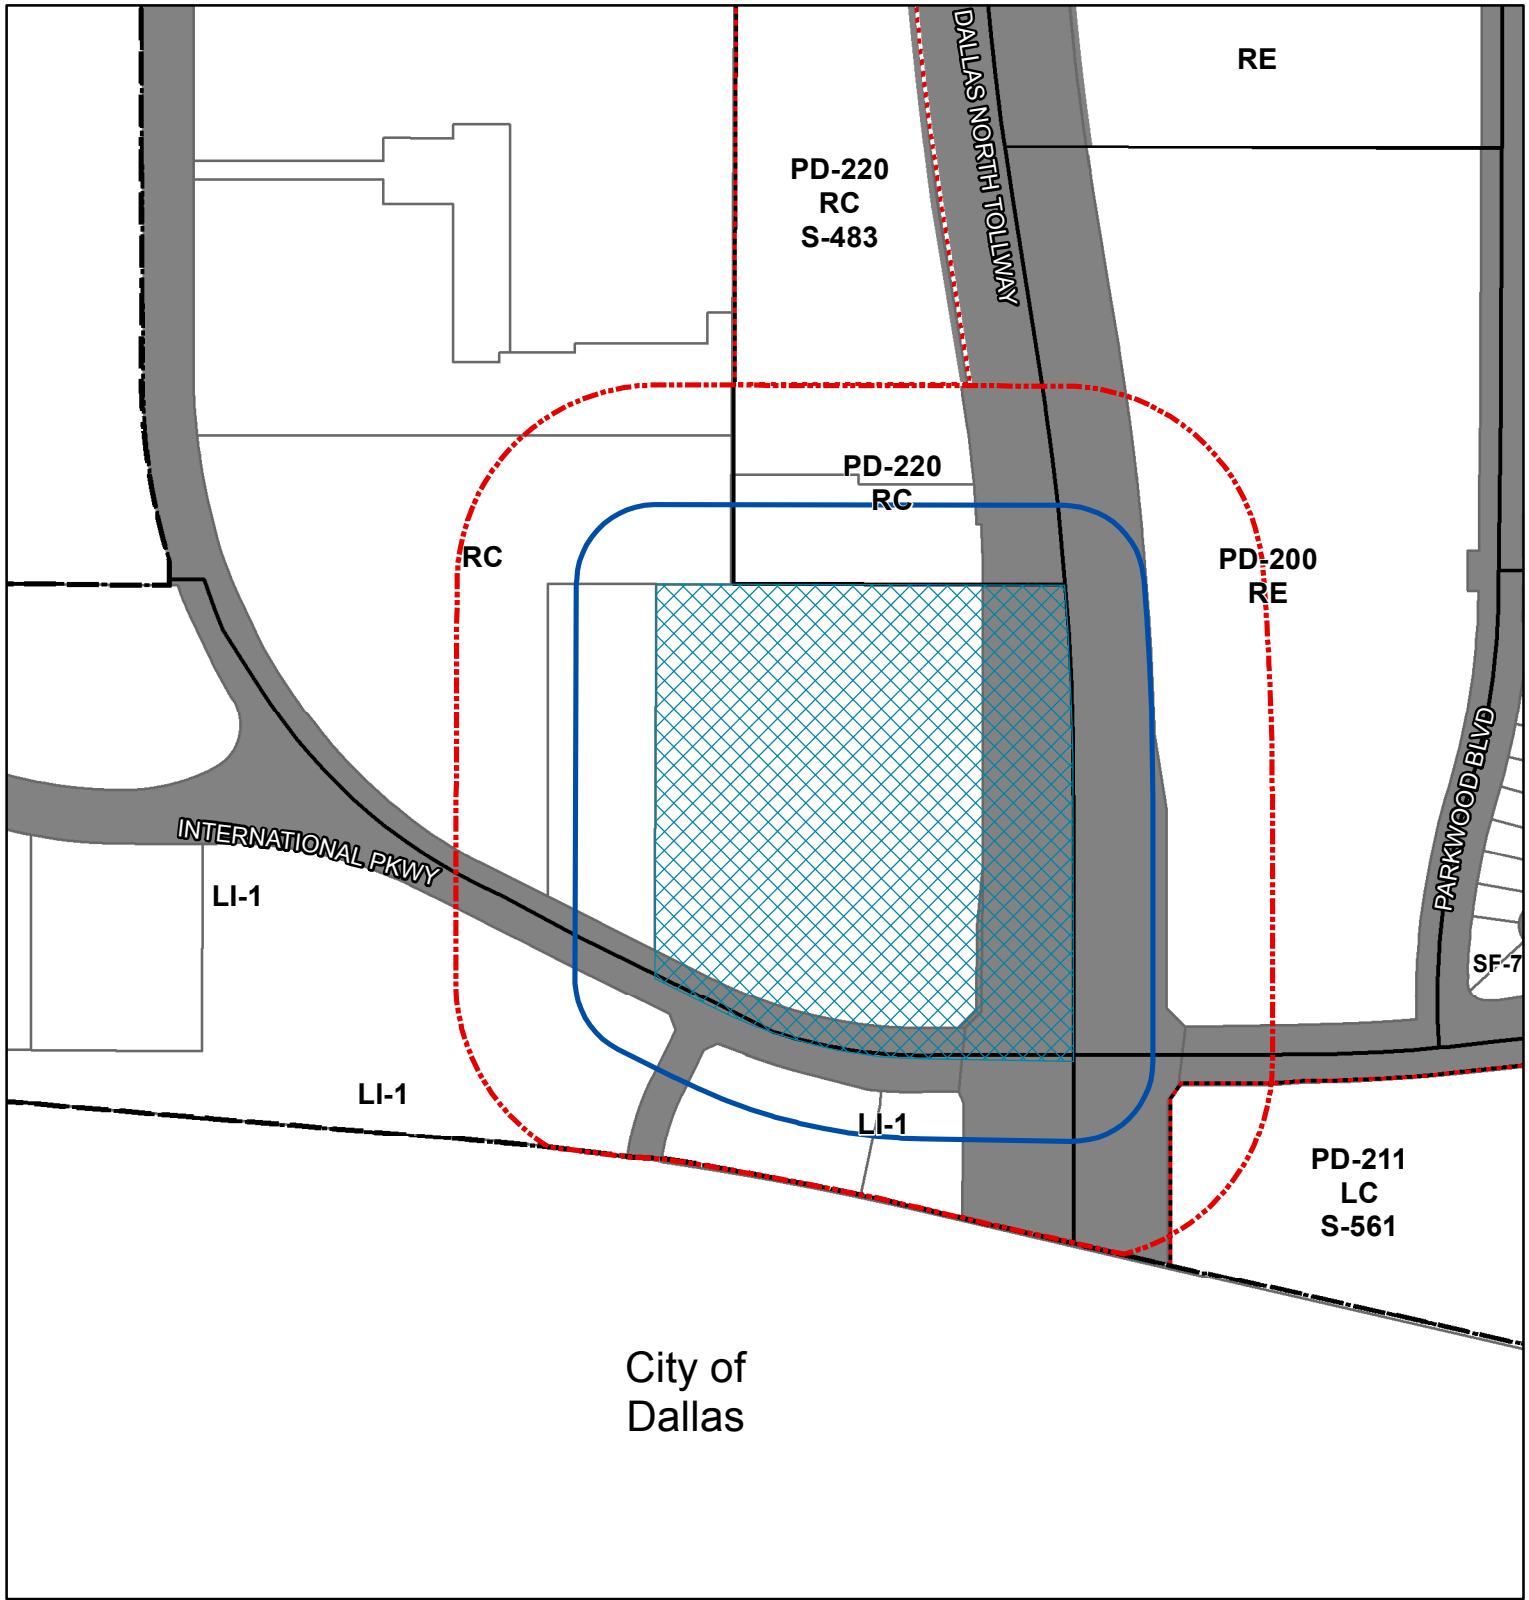 RE
DALLAS NORTH TOLLWAY
PD-220
RC
S-483
PD-220
RC
RC
PD-200
RE
PARKWOOD BLVD
INTERNATIONAL PKWY
LI-1
SF-7
LI-1
LI-1
PD-211
LC
S-561
City of
Dallas